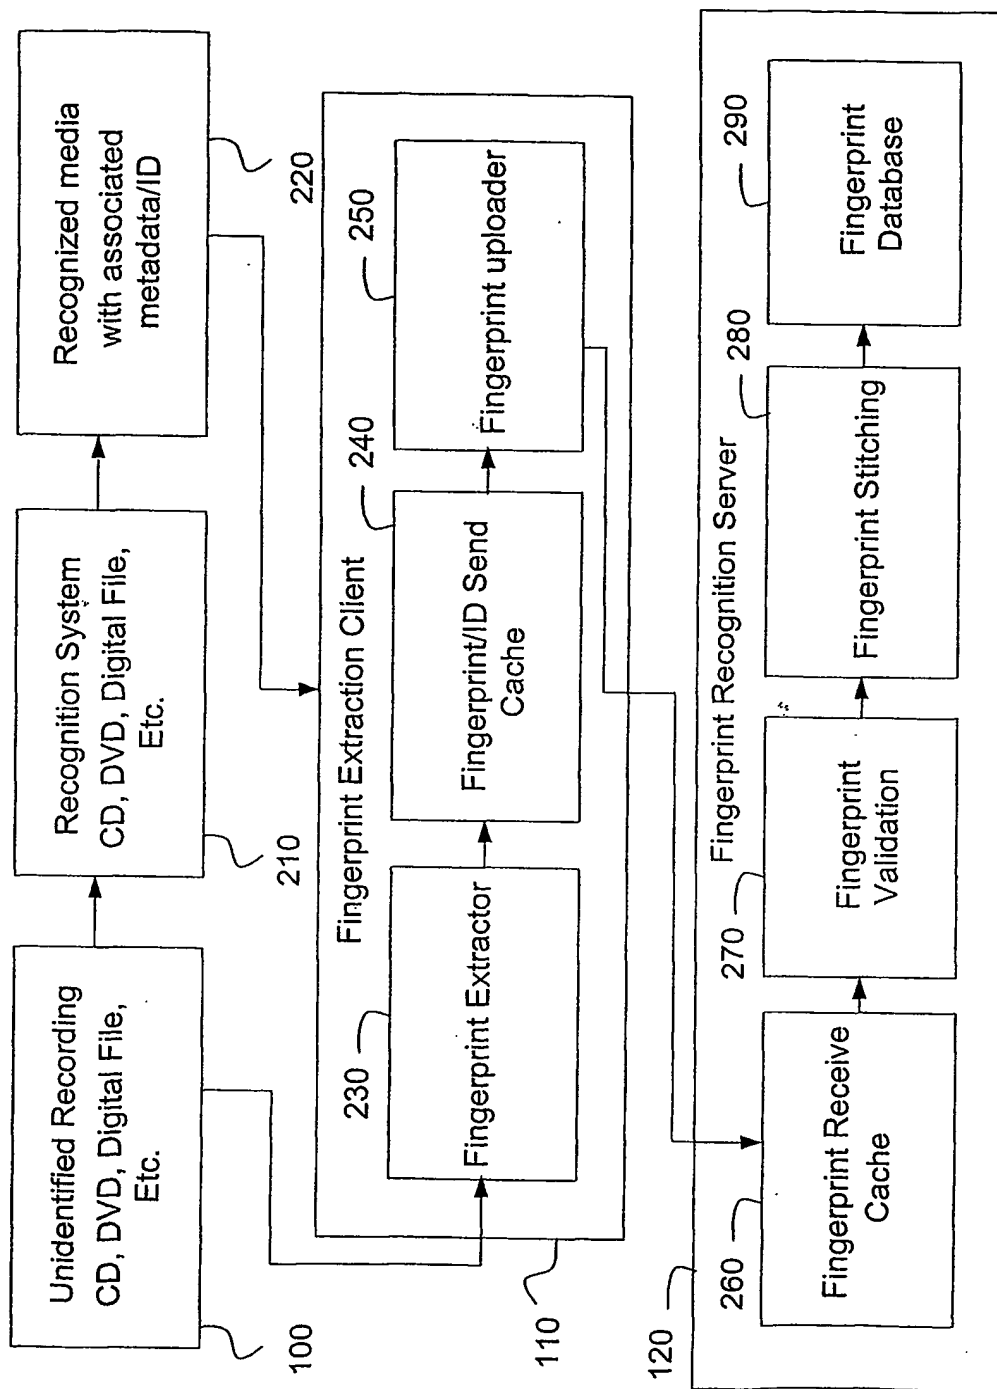 Unidentified Recording
CD, DVD, Digital File,
Etc.
100
Recognition System
CD, DVD, Digital File,
Etc.
210
Recognized media
with associated
metadata/ID
220
Fingerprint Extraction Client
110
230
Fingerprint Extractor
240
Fingerprint/ID Send
Cache
250
Fingerprint uploader
Fingerprint Recognition Server
120
260
Fingerprint Receive
Cache
270
Fingerprint
Validation
280
Fingerprint Stitching
290
Fingerprint
Database